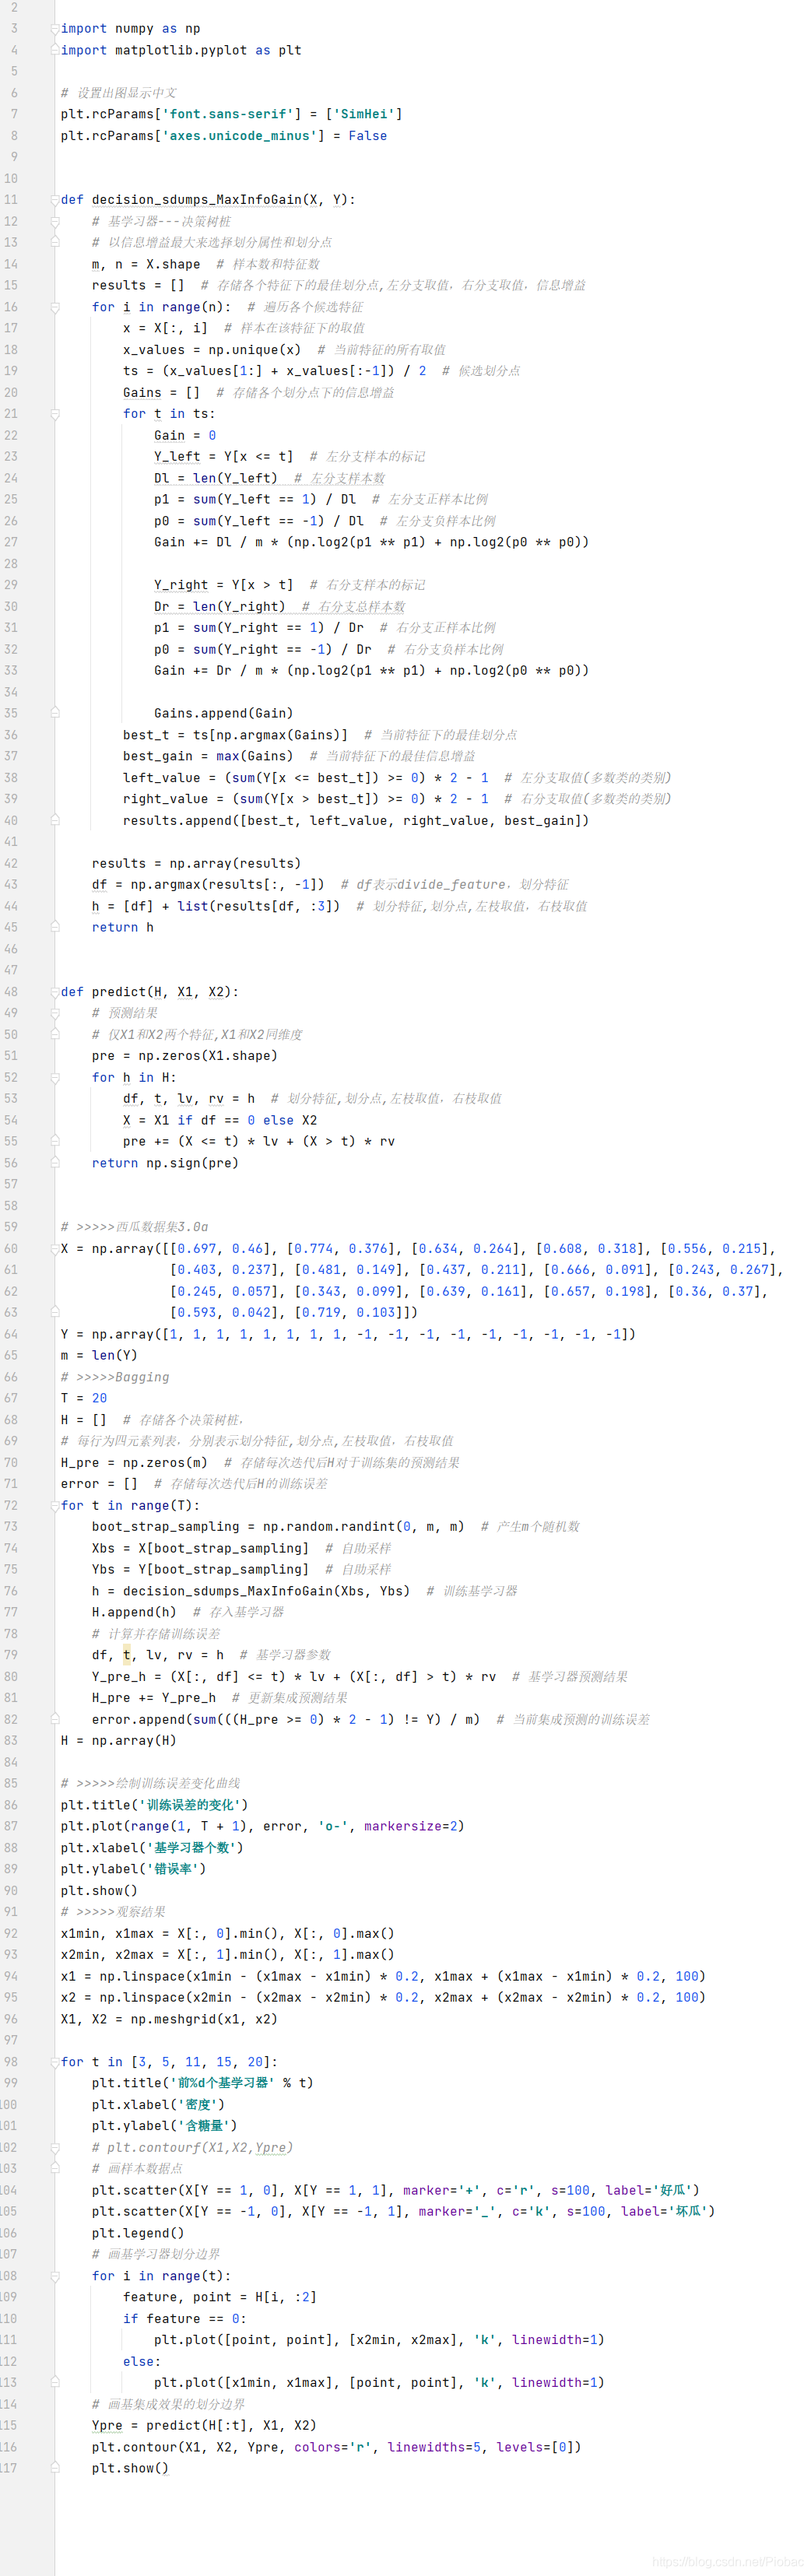 2
3 import numpy as np
4 import matplotlib.pyplot as plt
5
6 # 设置出图显示中文
7 plt.rcParams['font.sans-serif'] = ['SimHei']
8 plt.rcParams['axes.unicode_minus'] = False
9
10
11 def decision_sdumps_MaxInfoGain(X, Y):
12     # 基学习器---决策树桩
13     # 以信息增益最大来选择划分属性和划分点
14     m, n = X.shape  # 样本数和特征数
15     results = []  # 存储各个特征下的最佳划分点,左分支取值，右分支取值，信息增益
16     for i in range(n):  # 遍历各个候选特征
17         x = X[:, i]  # 样本在该特征下的取值
18         x_values = np.unique(x)  # 当前特征的所有取值
19         ts = (x_values[1:] + x_values[:-1]) / 2  # 候选划分点
20         Gains = []  # 存储各个划分点下的信息增益
21         for t in ts:
22             Gain = 0
23             Y_left = Y[x <= t]  # 左分支样本的标记
24             Dl = len(Y_left)  # 左分支样本数
25             p1 = sum(Y_left == 1) / Dl  # 左分支正样本比例
26             p0 = sum(Y_left == -1) / Dl  # 左分支负样本比例
27             Gain += Dl / m * (np.log2(p1 ** p1) + np.log2(p0 ** p0))
28
29             Y_right = Y[x > t]  # 右分支样本的标记
30             Dr = len(Y_right)  # 右分支总样本数
31             p1 = sum(Y_right == 1) / Dr  # 右分支正样本比例
32             p0 = sum(Y_right == -1) / Dr  # 右分支负样本比例
33             Gain += Dr / m * (np.log2(p1 ** p1) + np.log2(p0 ** p0))
34
35             Gains.append(Gain)
36         best_t = ts[np.argmax(Gains)]  # 当前特征下的最佳划分点
37         best_gain = max(Gains)  # 当前特征下的最佳信息增益
38         left_value = (sum(Y[x <= best_t]) >= 0) * 2 - 1  # 左分支取值(多数类的类别)
39         right_value = (sum(Y[x > best_t]) >= 0) * 2 - 1  # 右分支取值(多数类的类别)
40         results.append([best_t, left_value, right_value, best_gain])
41
42     results = np.array(results)
43     df = np.argmax(results[:, -1])  # df表示divide_feature，划分特征
44     h = [df] + list(results[df, :3])  # 划分特征,划分点,左枝取值，右枝取值
45     return h
46
47
48 def predict(H, X1, X2):
49     # 预测结果
50     # 仅X1和X2两个特征,X1和X2同维度
51     pre = np.zeros(X1.shape)
52     for h in H:
53         df, t, lv, rv = h  # 划分特征,划分点,左枝取值，右枝取值
54         X = X1 if df == 0 else X2
55         pre += (X <= t) * lv + (X > t) * rv
56     return np.sign(pre)
57
58
59 # >>>>>西瓜数据集3.0a
60 X = np.array([[0.697, 0.46], [0.774, 0.376], [0.634, 0.264], [0.608, 0.318], [0.556, 0.215],
61               [0.403, 0.237], [0.481, 0.149], [0.437, 0.211], [0.666, 0.091], [0.243, 0.267],
62               [0.245, 0.057], [0.343, 0.099], [0.639, 0.161], [0.657, 0.198], [0.36, 0.37],
63               [0.593, 0.042], [0.719, 0.103]])
64 Y = np.array([1, 1, 1, 1, 1, 1, 1, 1, -1, -1, -1, -1, -1, -1, -1, -1, -1])
65 m = len(Y)
66 # >>>>>Bagging
67 T = 20
68 H = []  # 存储各个决策树桩，
69 # 每行为四元素列表，分别表示划分特征,划分点,左枝取值，右枝取值
70 H_pre = np.zeros(m)  # 存储每次迭代后H对于训练集的预测结果
71 error = []  # 存储每次迭代后H的训练误差
72 for t in range(T):
73     boot_strap_sampling = np.random.randint(0, m, m)  # 产生m个随机数
74     Xbs = X[boot_strap_sampling]  # 自助采样
75     Ybs = Y[boot_strap_sampling]  # 自助采样
76     h = decision_sdumps_MaxInfoGain(Xbs, Ybs)  # 训练基学习器
77     H.append(h)  # 存入基学习器
78     # 计算并存储训练误差
79     df, t, lv, rv = h  # 基学习器参数
80     Y_pre_h = (X[:, df] <= t) * lv + (X[:, df] > t) * rv  # 基学习器预测结果
81     H_pre += Y_pre_h  # 更新集成预测结果
82     error.append(sum(((H_pre >= 0) * 2 - 1) != Y) / m)  # 当前集成预测的训练误差
83 H = np.array(H)
84
85 # >>>>>绘制训练误差变化曲线
86 plt.title('训练误差的变化')
87 plt.plot(range(1, T + 1), error, 'o-', markersize=2)
88 plt.xlabel('基学习器个数')
89 plt.ylabel('错误率')
90 plt.show()
91 # >>>>>观察结果
92 x1min, x1max = X[:, 0].min(), X[:, 0].max()
93 x2min, x2max = X[:, 1].min(), X[:, 1].max()
94 x1 = np.linspace(x1min - (x1max - x1min) * 0.2, x1max + (x1max - x1min) * 0.2, 100)
95 x2 = np.linspace(x2min - (x2max - x2min) * 0.2, x2max + (x2max - x2min) * 0.2, 100)
96 X1, X2 = np.meshgrid(x1, x2)
97
98 for t in [3, 5, 11, 15, 20]:
99     plt.title('前%d个基学习器' % t)
100     plt.xlabel('密度')
101     plt.ylabel('含糖量')
102     # plt.contourf(X1,X2,Ypre)
103     # 画样本数据点
104     plt.scatter(X[Y == 1, 0], X[Y == 1, 1], marker='+', c='r', s=100, label='好瓜')
105     plt.scatter(X[Y == -1, 0], X[Y == -1, 1], marker='_', c='k', s=100, label='坏瓜')
106     plt.legend()
107     # 画基学习器划分边界
108     for i in range(t):
109         feature, point = H[i, :2]
110         if feature == 0:
111             plt.plot([point, point], [x2min, x2max], 'k', linewidth=1)
112         else:
113             plt.plot([x1min, x1max], [point, point], 'k', linewidth=1)
114     # 画基集成效果的划分边界
115     Ypre = predict(H[:t], X1, X2)
116     plt.contour(X1, X2, Ypre, colors='r', linewidths=5, levels=[0])
117     plt.show()
https://blog.csdn.net/Piobac